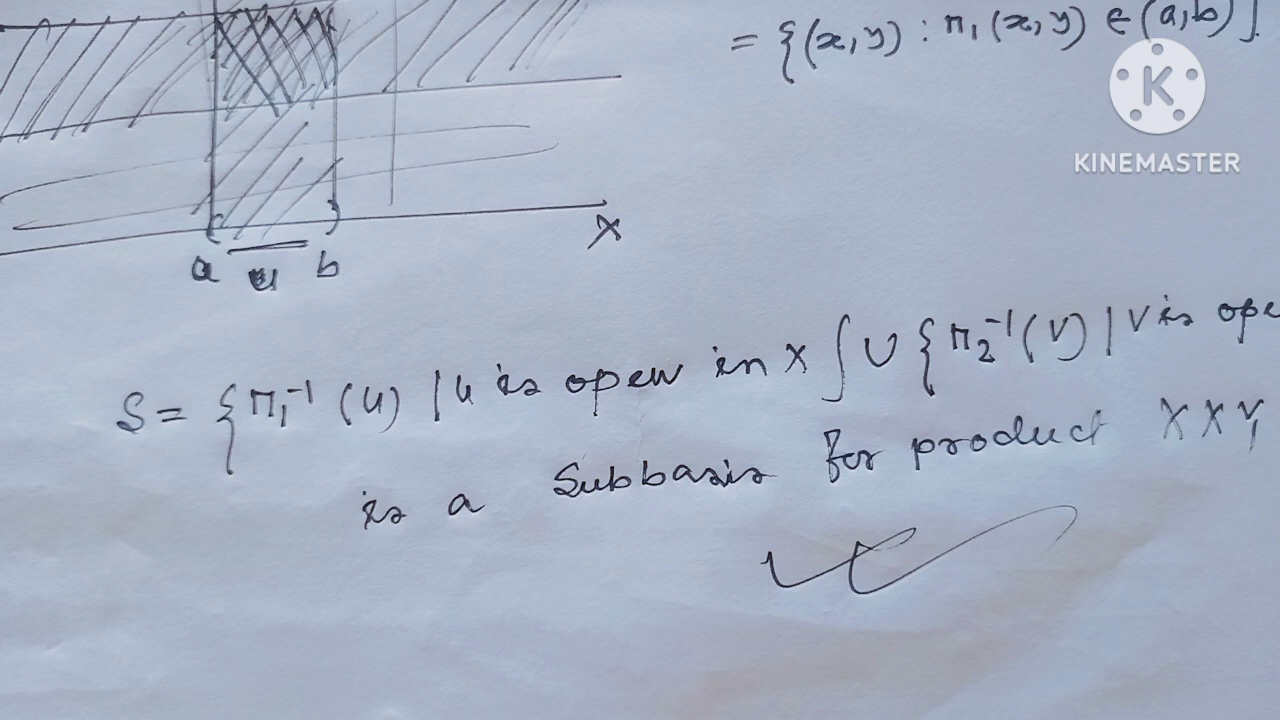 = {(x,y) : π₁(x,y) ∈ (a,b)}.
K
KINEMASTER
X
a u b
S = {π₁⁻¹(u) | u is open in X} ∪ {π₂⁻¹(V) | V is ope
is a Subbasis for product X×Y,